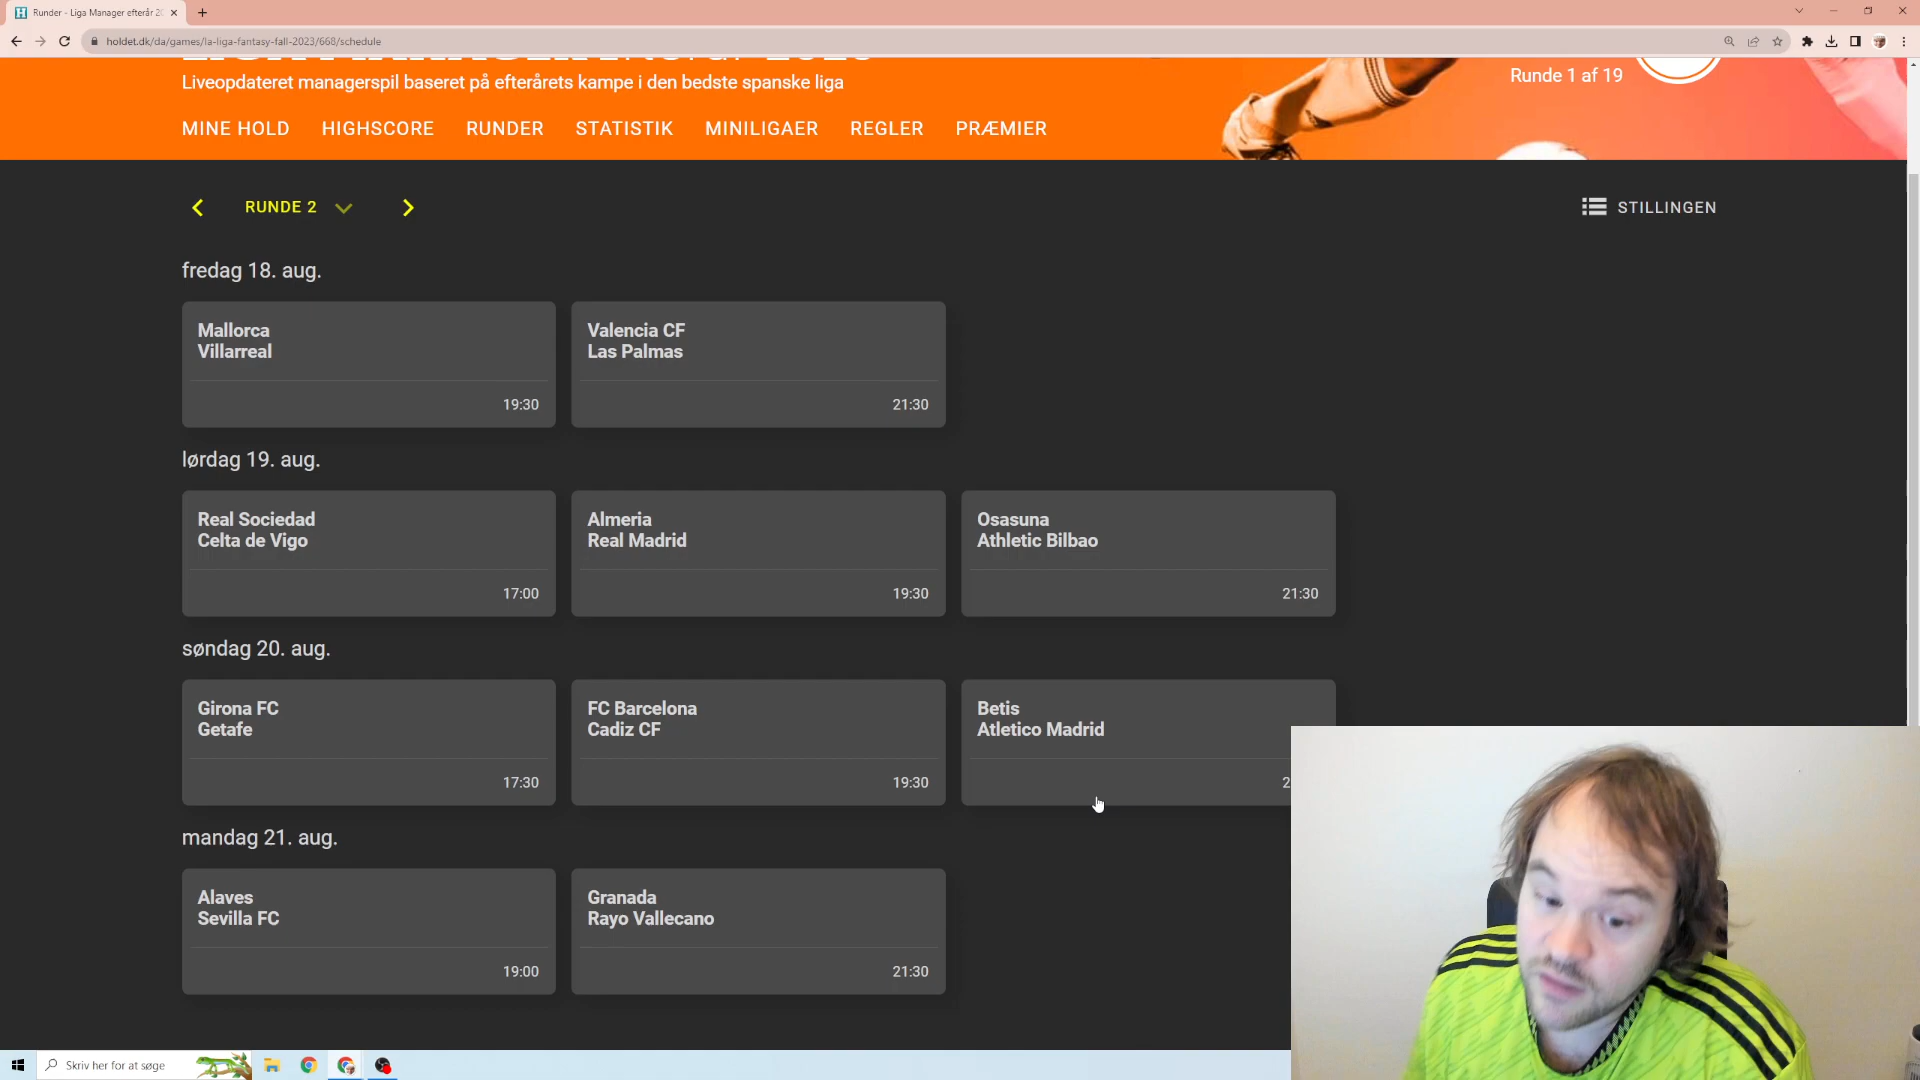 Runder - Liga Manager efterår 20
holdet.dk/da/games/la-liga-fantasy-fall-2023/668/schedule
Liveopdateret managerspil baseret på efterårets kampe i den bedste spanske liga
Runde 1 af 19
MINE HOLD
HIGHSCORE
RUNDER
STATISTIK
MINILIGAER
REGLER
PRÆMIER
RUNDE 2
STILLINGEN
fredag 18. aug.
Mallorca
Villarreal
19:30
Valencia CF
Las Palmas
21:30
lørdag 19. aug.
Real Sociedad
Celta de Vigo
17:00
Almeria
Real Madrid
19:30
Osasuna
Athletic Bilbao
21:30
søndag 20. aug.
Girona FC
Getafe
17:30
FC Barcelona
Cadiz CF
19:30
Betis
Atletico Madrid
mandag 21. aug.
Alaves
Sevilla FC
19:00
Granada
Rayo Vallecano
21:30
Skriv her for at søge